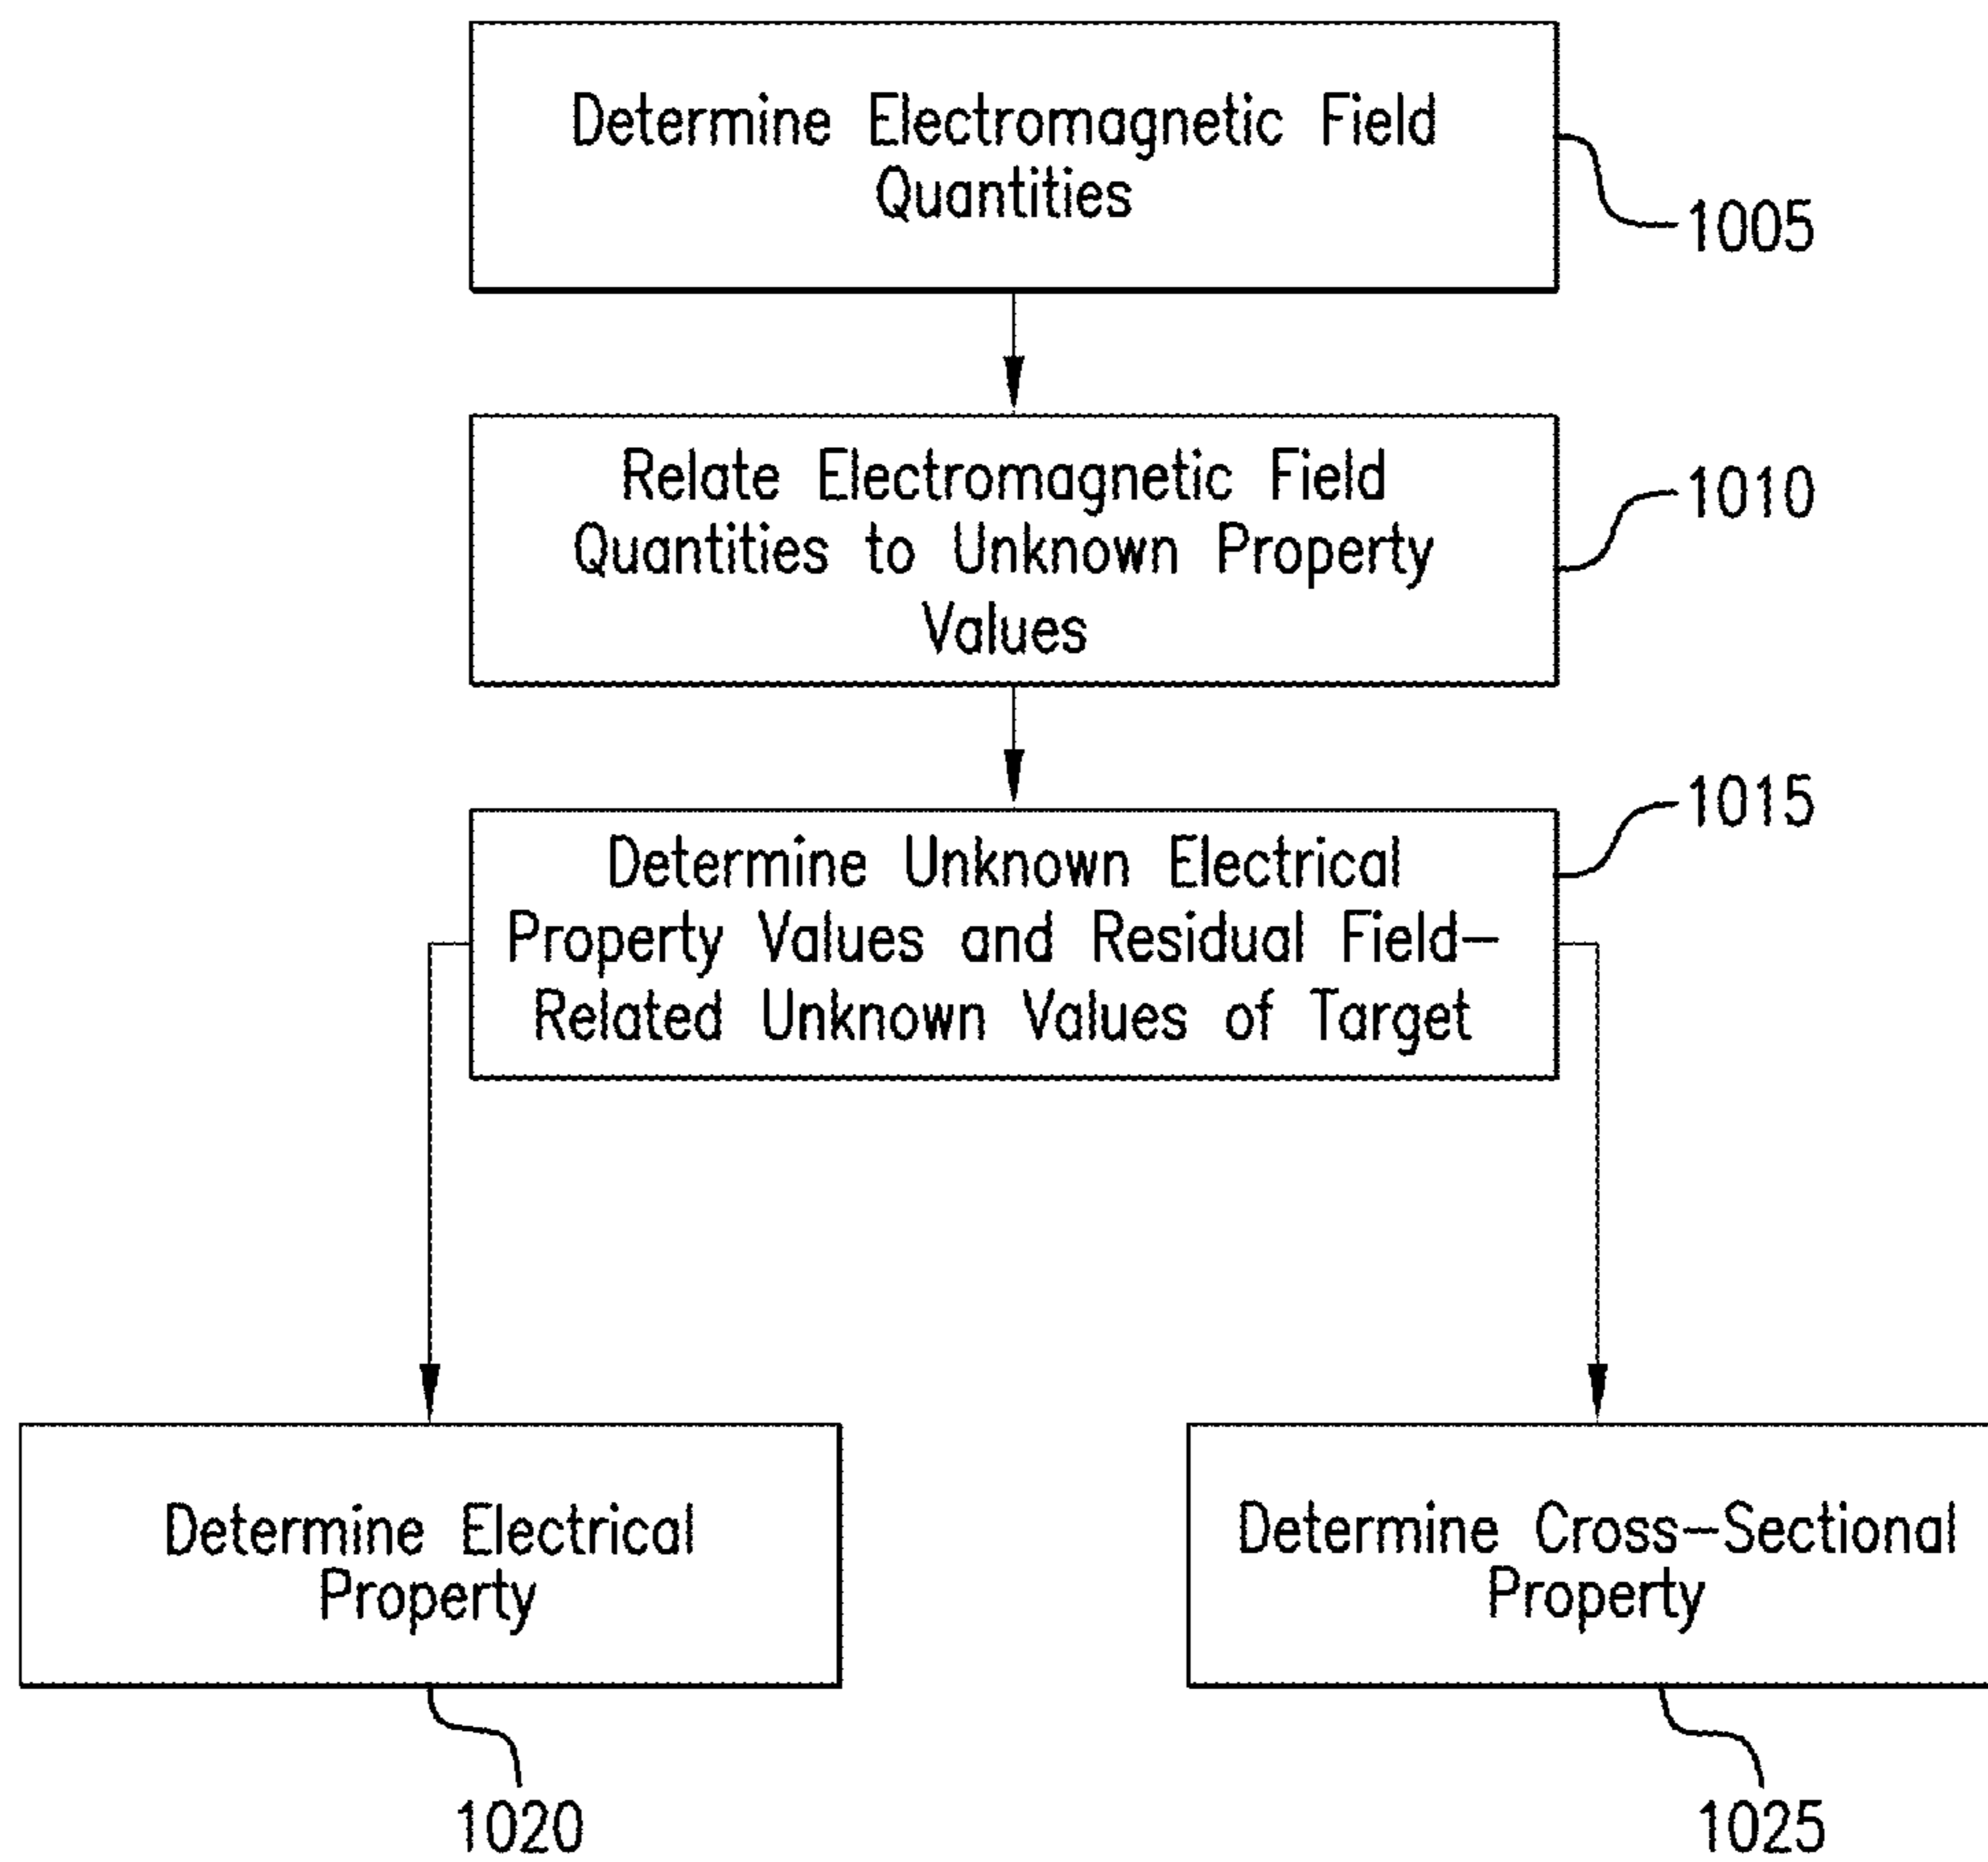 Determine Electromagnetic Field
Quantities
1005
Relate Electromagnetic Field
Quantities to Unknown Property
Values
1010
Determine Unknown Electrical
Property Values and Residual Field-
Related Unknown Values of Target
1015
Determine Electrical
Property
1020
Determine Cross-Sectional
Property
1025